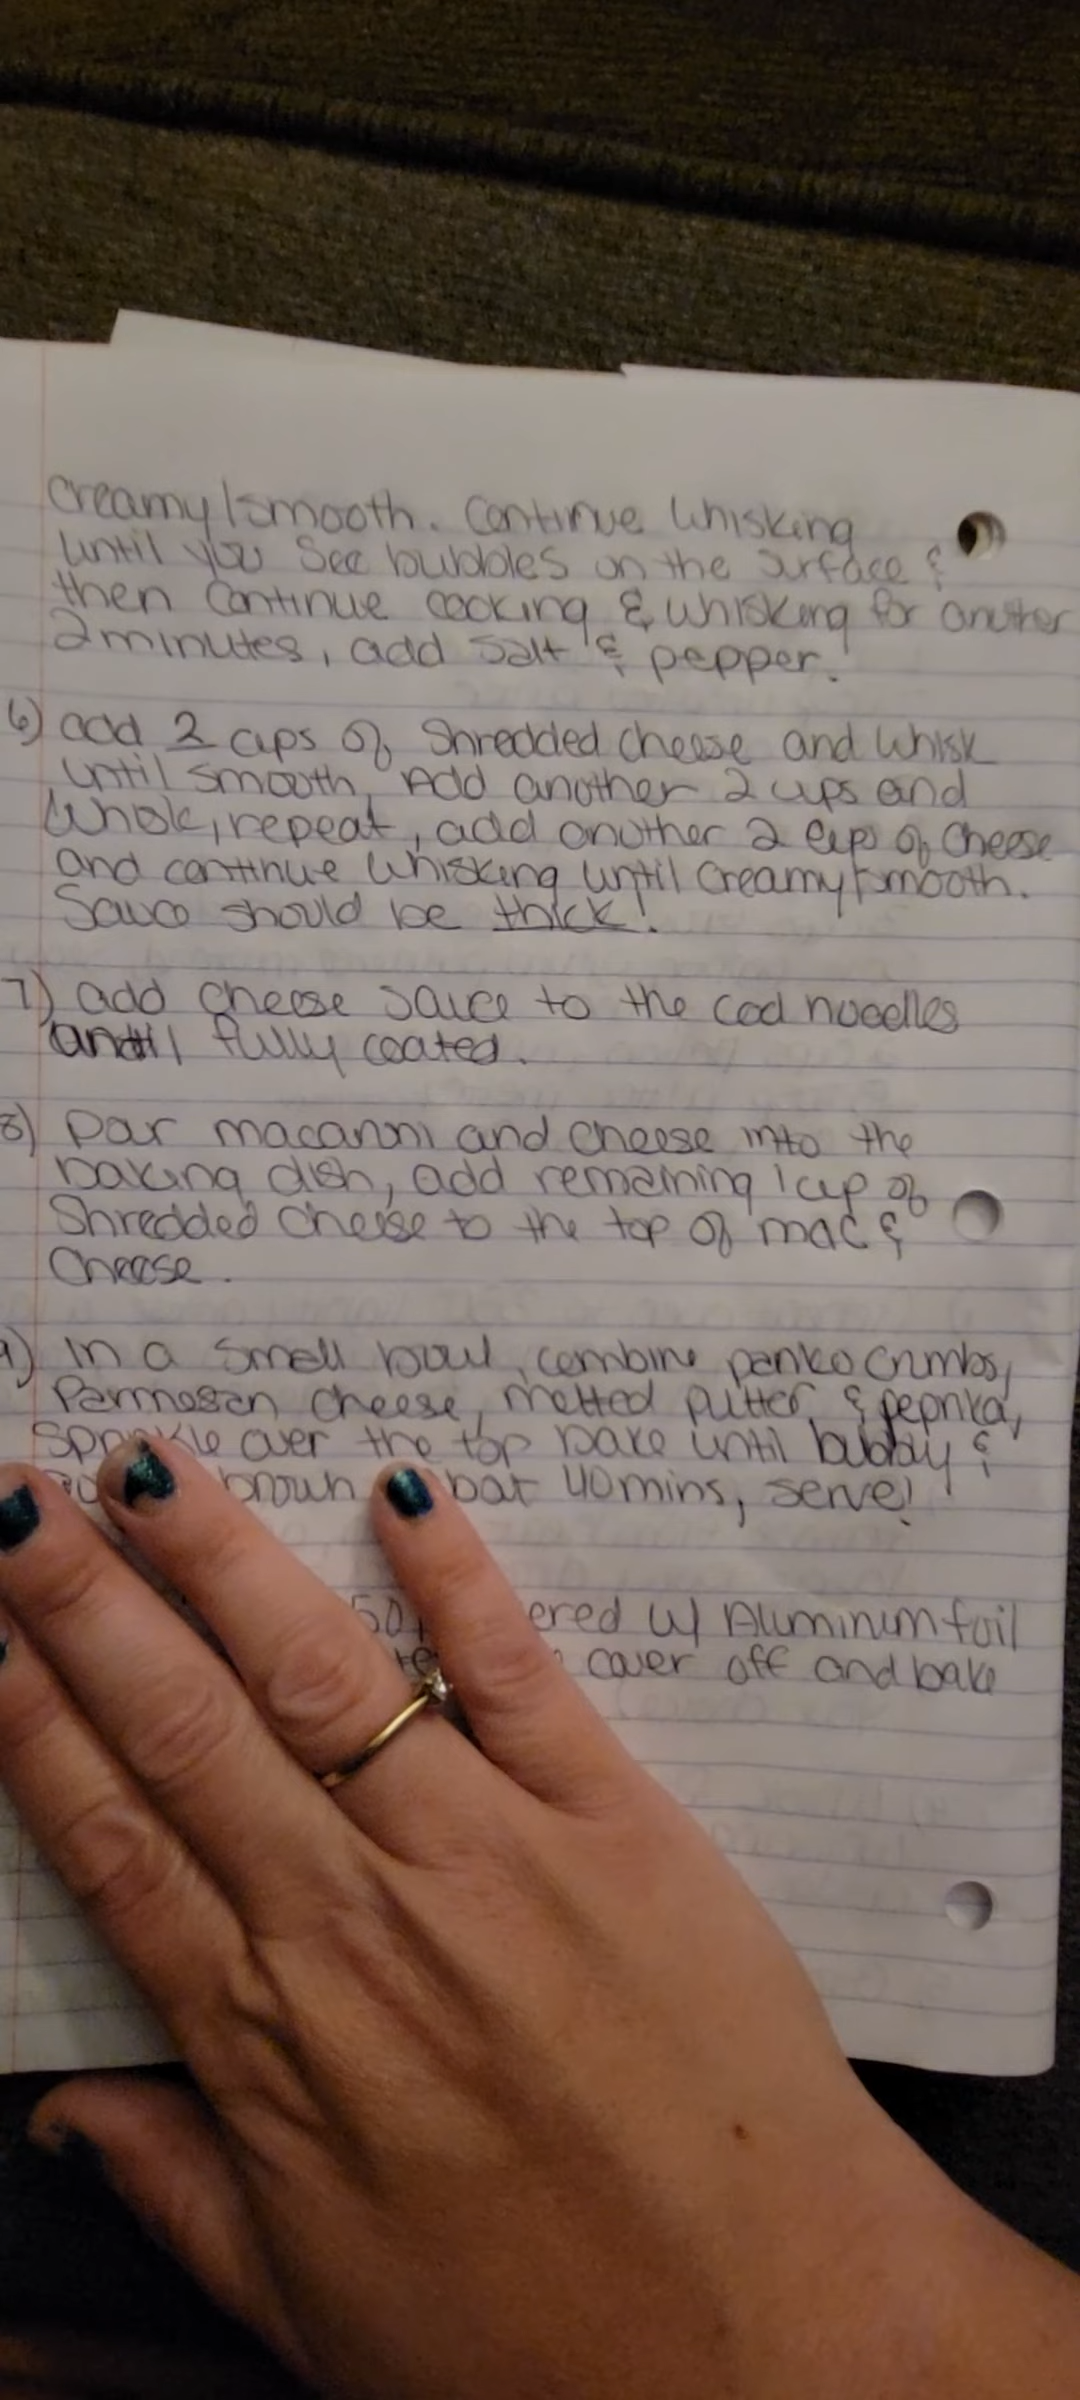 Creamy/smooth. Continue whisking
until you see bubbles on the surface &
then continue cooking & whisking for another
2 minutes, add salt & pepper.
6) add 2 cups of Shredded cheese and whisk
until smooth. Add another 2 cups and
whisk, repeat, add another 2 cups of cheese
and continue whisking until creamy/smooth.
Sauce should be thick!
7) add cheese sauce to the cool noodles
until fully coated.
8) Pour macaroni and cheese into the
baking dish, add remaining 1 cup of
Shredded cheese to the top of mac &
Cheese.
9) In a small bowl, combine panko crumbs,
Parmesan cheese, melted butter, & paprika,
Sprinkle over the top bake until bubbly &
brown 40 mins, serve!
w/ Aluminum foil
cover off and bake